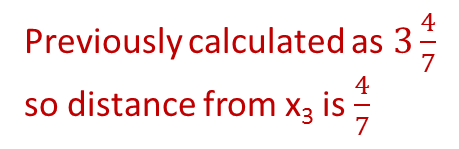 Previously calculated as 3 4/7
so distance from x₃ is 4/7